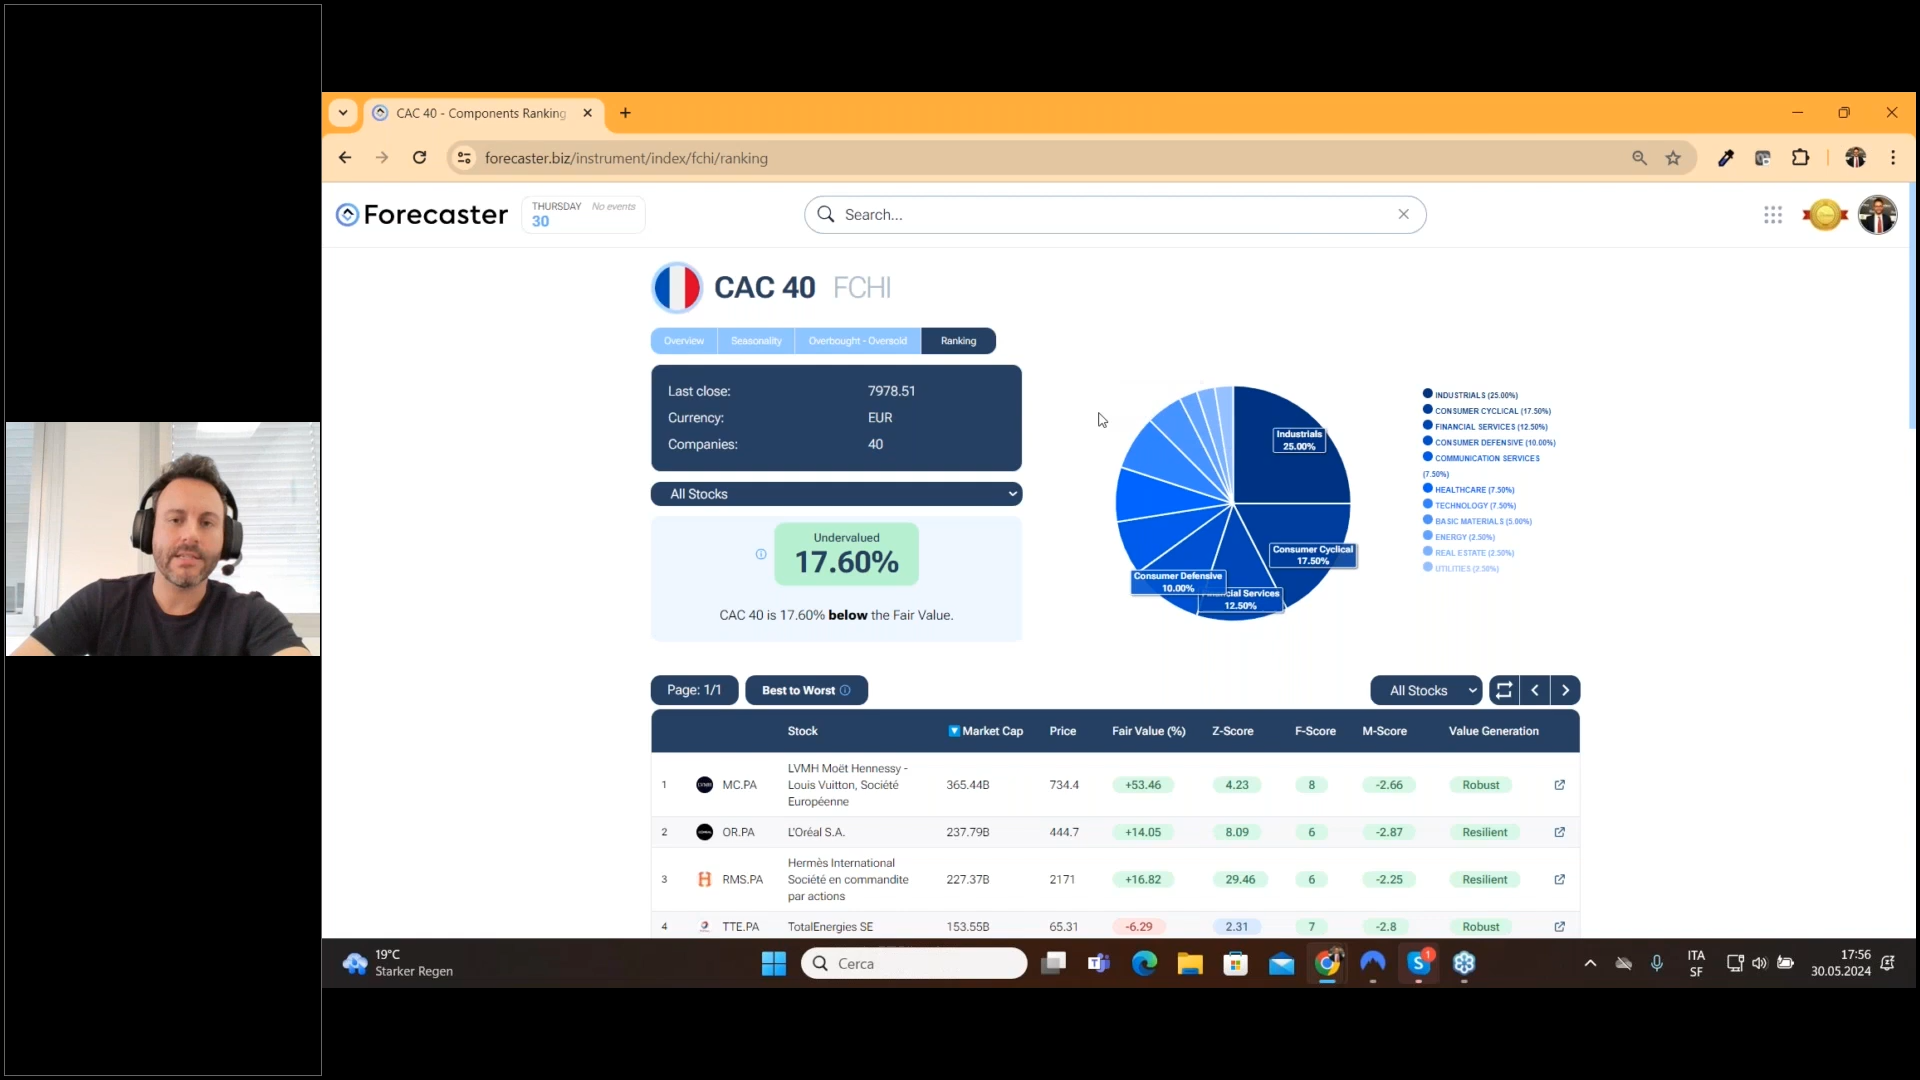 CAC 40 - Components Ranking
forecaster.biz/instrument/index/fchi/ranking
Forecaster
THURSDAY No events
30
Search...
CAC 40 FCHI
Overview Seasonality Overbought - Oversold Ranking
Last close: 7978.51
Currency: EUR
Companies: 40
All Stocks
Undervalued
17.60%
CAC 40 is 17.60% below the Fair Value.
Industrials
25.00%
Consumer Cyclical
17.50%
Consumer Defensive
10.00%
Services
12.50%
INDUSTRIALS (25.00%)
CONSUMER CYCLICAL (17.50%)
FINANCIAL SERVICES (12.50%)
CONSUMER DEFENSIVE (10.00%)
COMMUNICATION SERVICES
(7.50%)
HEALTHCARE (7.50%)
TECHNOLOGY (7.50%)
BASIC MATERIALS (5.00%)
ENERGY (2.50%)
REAL ESTATE (2.50%)
UTILITIES (2.50%)
Page: 1/1 Best to Worst All Stocks
Stock Market Cap Price Fair Value (%) Z-Score F-Score M-Score Value Generation
LVMH Moët Hennessy -
1 MC.PA Louis Vuitton, Société 365.44B 734.4 +53.46 4.23 8 -2.66 Robust
Européenne
2 OR.PA L'Oréal S.A. 237.79B 444.7 +14.05 8.09 6 -2.87 Resilient
Hermès International
3 RMS.PA Société en commandite 227.37B 2171 +16.82 29.46 6 -2.25 Resilient
par actions
4 TTE.PA TotalEnergies SE 153.55B 65.31 -6.29 2.31 7 -2.8 Robust
19°C
Starker Regen
Cerca
1
ITA
SF
17:56
30.05.2024